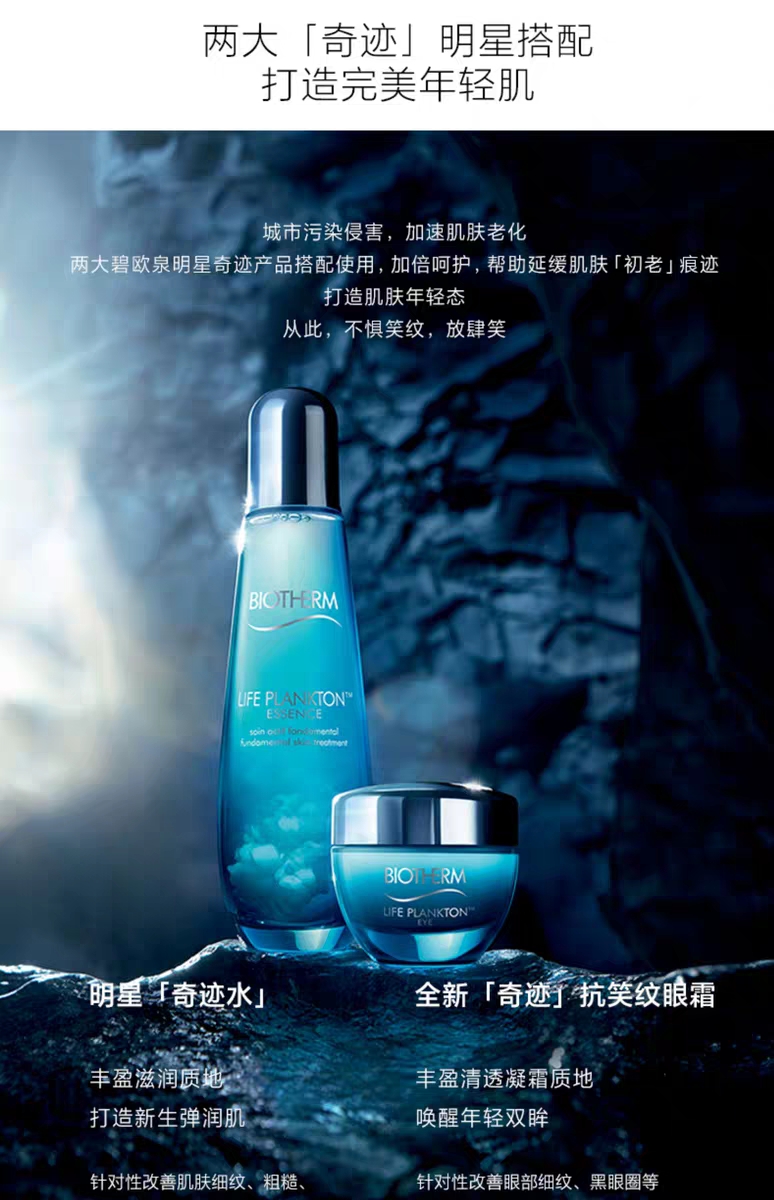 两大「奇迹」明星搭配
打造完美年轻肌
城市污染侵害，加速肌肤老化
两大碧欧泉明星奇迹产品搭配使用，加倍呵护，帮助延缓肌肤「初老」痕迹
打造肌肤年轻态
从此，不惧笑纹，放肆笑
BIOTHERM
LIFE PLANKTON™
ESSENCE
soin actif fondamental
fundamental skin treatment
BIOTHERM
LIFE PLANKTON™
EYE
明星「奇迹水」
丰盈滋润质地
打造新生弹润肌
针对性改善肌肤细纹、粗糙、
全新「奇迹」抗笑纹眼霜
丰盈清透凝霜质地
唤醒年轻双眸
针对性改善眼部细纹、黑眼圈等